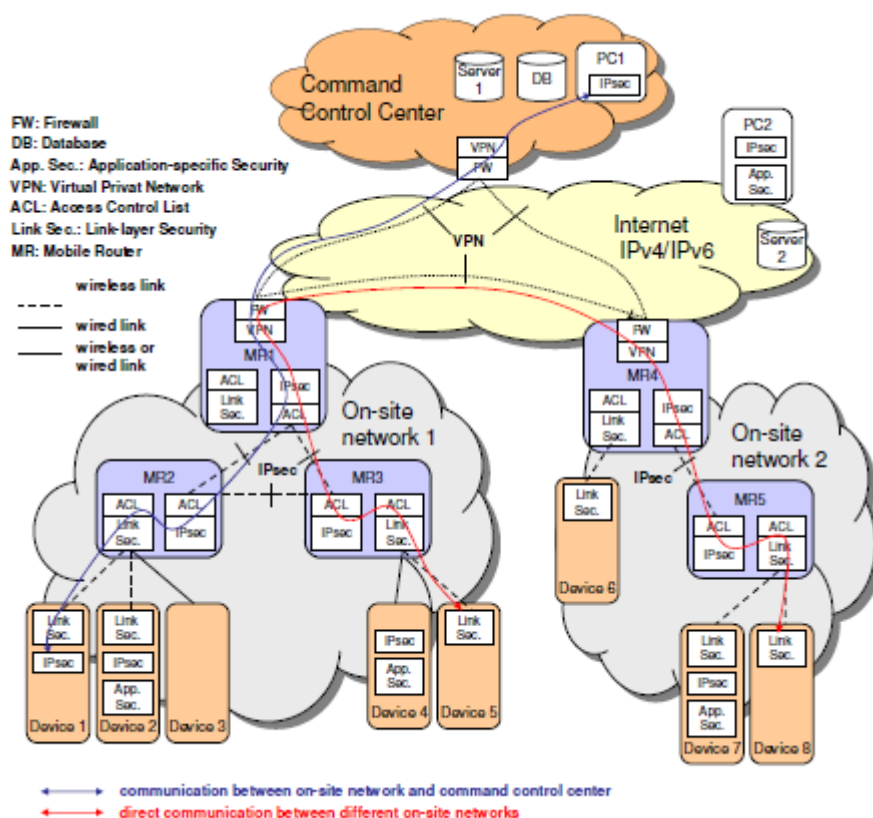 Command
Control Center
Server
1
DB
PC1
IPsec
FW: Firewall
DB: Database
App. Sec.: Application-specific Security
VPN: Virtual Privat Network
ACL: Access Control List
Link Sec.: Link-layer Security
MR: Mobile Router
VPN
FW
PC2
IPsec
App.
Sec.
Internet
IPv4/IPv6
VPN
Server
2
wireless link
wired link
wireless or
wired link
FW
VPN
MR1
ACL
Link
Sec.
IPsec
ACL
FW
VPN
MR4
ACL
Link
Sec.
IPsec
ACL
On-site
network 1
On-site
network 2
IPsec
IPsec
MR2
ACL
Link
Sec.
ACL
IPsec
MR3
ACL
IPsec
ACL
Link
Sec.
MR5
ACL
IPsec
ACL
Link
Sec.
Link
Sec.
Device 6
Link
Sec.
IPsec
Device 1
Link
Sec.
IPsec
App.
Sec.
Device 2
Device 3
IPsec
App.
Sec.
Device 4
Link
Sec.
Device 5
Link
Sec.
IPsec
App.
Sec.
Device 7
Link
Sec.
Device 8
communication between on-site network and command control center
direct communication between different on-site networks